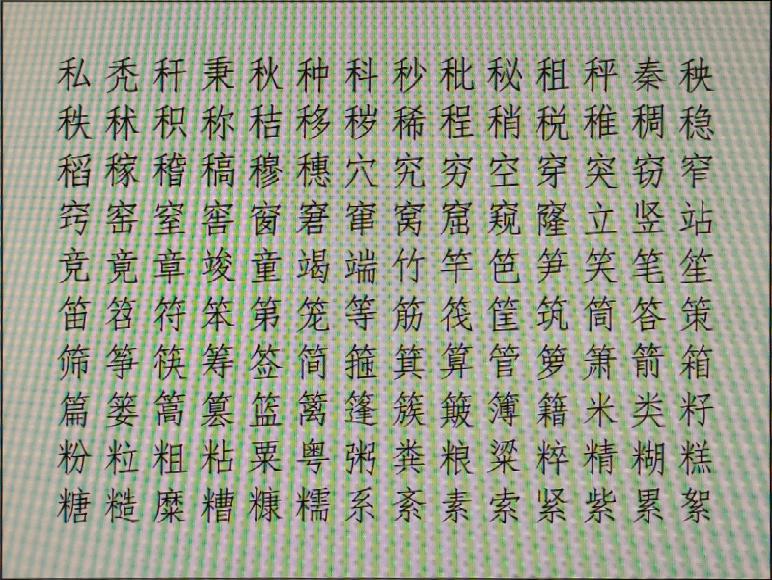 私秃秆秉秋种科秒秕秘租秤秦秧
秩秫积称秸移秽稀程稍税稚稠稳
稻稼稽稿穆穗穴究穷空穿突窃窄
窍窑窒窖窗窘窜窝窟窥窿立竖站
竞竟章竣童竭端竹竿笆笋笑笔笙
笛笤符笨第笼等筋筏筐筑筒答策
筛筝筷筹签简箍箕算管箩箫箭箱
篇篓篙篡篮篱篷簇簸簿籍米类籽
粉粒粗粘粟粤粥粪粮粱粹精糊糕
糖糙糜糟糠糯系紊素索紧紫累絮